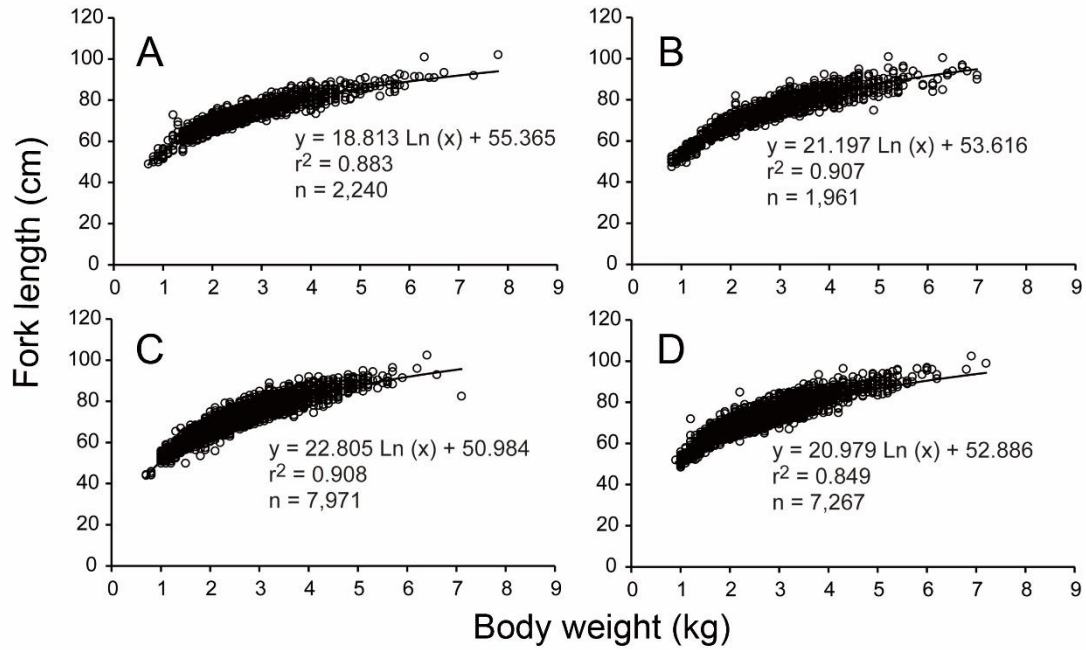 Fork length (cm)
A
120
100
80
60
40
20
0
0 1 2 3 4 5 6 7 8 9
y = 18.813 Ln (x) + 55.365
r² = 0.883
n = 2,240
B
120
100
80
60
40
20
0
0 1 2 3 4 5 6 7 8 9
y = 21.197 Ln (x) + 53.616
r² = 0.907
n = 1,961
C
120
100
80
60
40
20
0
0 1 2 3 4 5 6 7 8 9
y = 22.805 Ln (x) + 50.984
r² = 0.908
n = 7,971
D
120
100
80
60
40
20
0
0 1 2 3 4 5 6 7 8 9
y = 20.979 Ln (x) + 52.886
r² = 0.849
n = 7,267
Body weight (kg)